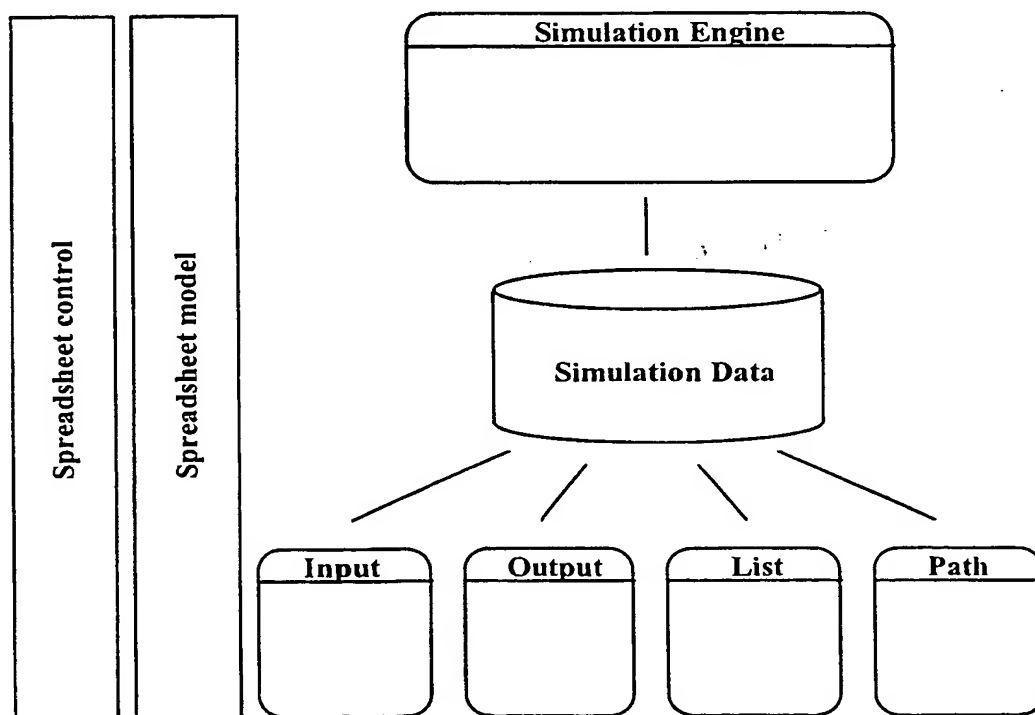 Spreadsheet control
Spreadsheet model
Simulation Engine
Simulation Data
Input
Output
List
Path